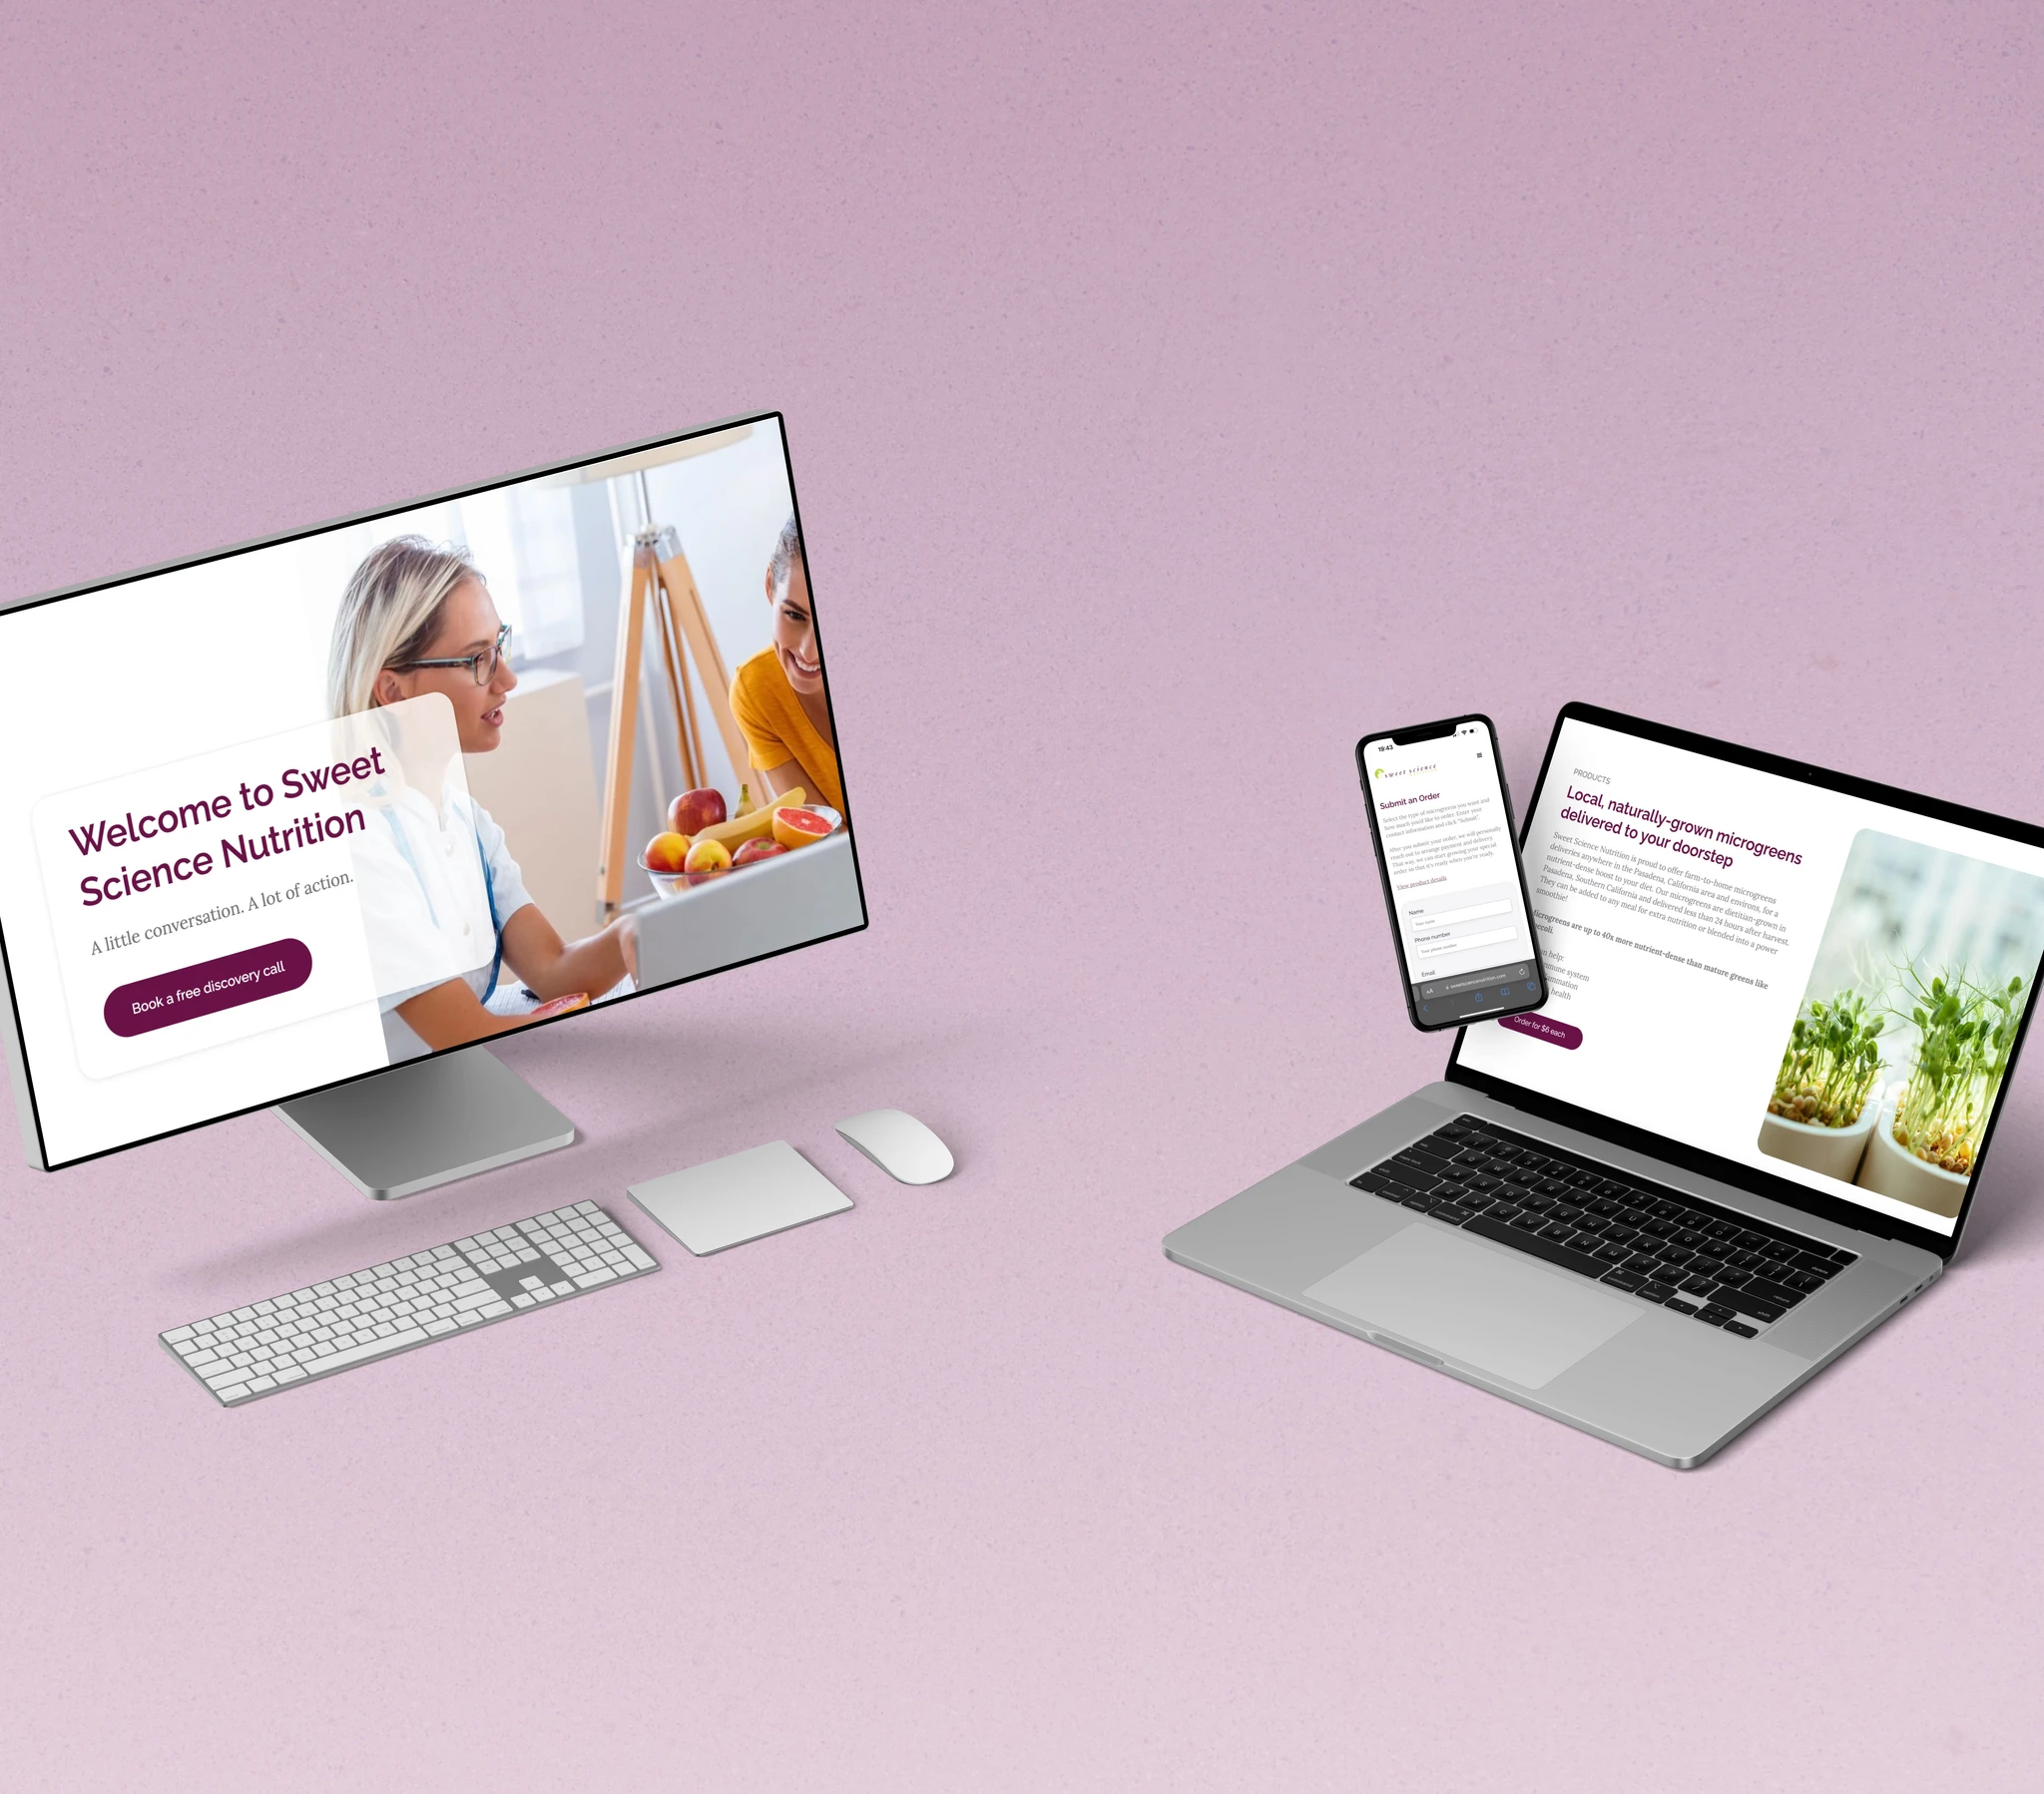 Welcome to Sweet
Science Nutrition
A little conversation. A lot of action.
Book a free discovery call
19:43
sweet science
Submit an Order
Select the type of microgreens you want and
how much you'd like to order. Enter your
contact information and click "Submit".
After you submit your order, we will personally
reach out to arrange payment and delivery.
That way, we can start growing your special
order so that it's ready when you're ready.
View product details
Name
Your name
Phone number
Your phone number
Email
AA sweetsciencenutrition.com
PRODUCTS
Local, naturally-grown microgreens
delivered to your doorstep
Sweet Science Nutrition is proud to offer farm-to-home microgreens
deliveries anywhere in the Pasadena, California area and environs, for a
nutrient-dense boost to your diet. Our microgreens are dietitian-grown in
Pasadena, Southern California and delivered less than 24 hours after harvest.
They can be added to any meal for extra nutrition or blended into a power
smoothie!
icrogreens are up to 40x more nutrient-dense than mature greens like
ccoli.
n help:
mmune system
ammation
health
Order for $6 each